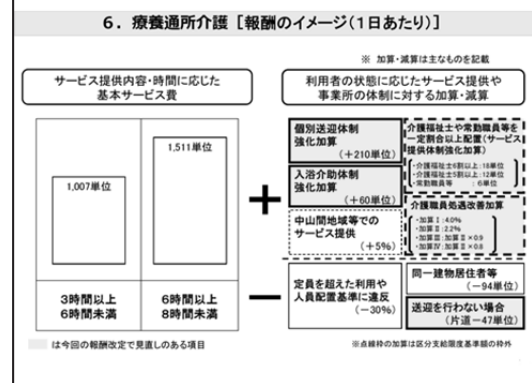 6. 療養通所介護 [報酬のイメージ(1日あたり)]
※ 加算・減算は主なものを記載
サービス提供内容・時間に応じた
基本サービス費
利用者の状態に応じたサービス提供や
事業所の体制に対する加算・減算
1,007単位
1,511単位
3時間以上
6時間未満
6時間以上
8時間未満
+
個別送迎体制
強化加算
(+210単位)
入浴介助体制
強化加算
(+60単位)
中山間地域等での
サービス提供
(+5%)
介護福祉士や常勤職員等を
一定割合以上配置(サービス
提供体制強化加算)
・介護福祉士6割以上:18単位
・介護福祉士5割以上:12単位
・常勤職員等 : 6単位
介護職員処遇改善加算
・加算Ⅰ:4.0%
・加算Ⅱ:2.2%
・加算Ⅲ:加算Ⅱ×0.9
・加算Ⅳ:加算Ⅱ×0.8
−
定員を超えた利用や
人員配置基準に違反
(−30%)
同一建物居住者等
(−94単位)
送迎を行わない場合
(片道−47単位)
は今回の報酬改定で見直しのある項目
※点線枠の加算は区分支給限度基準額の枠外